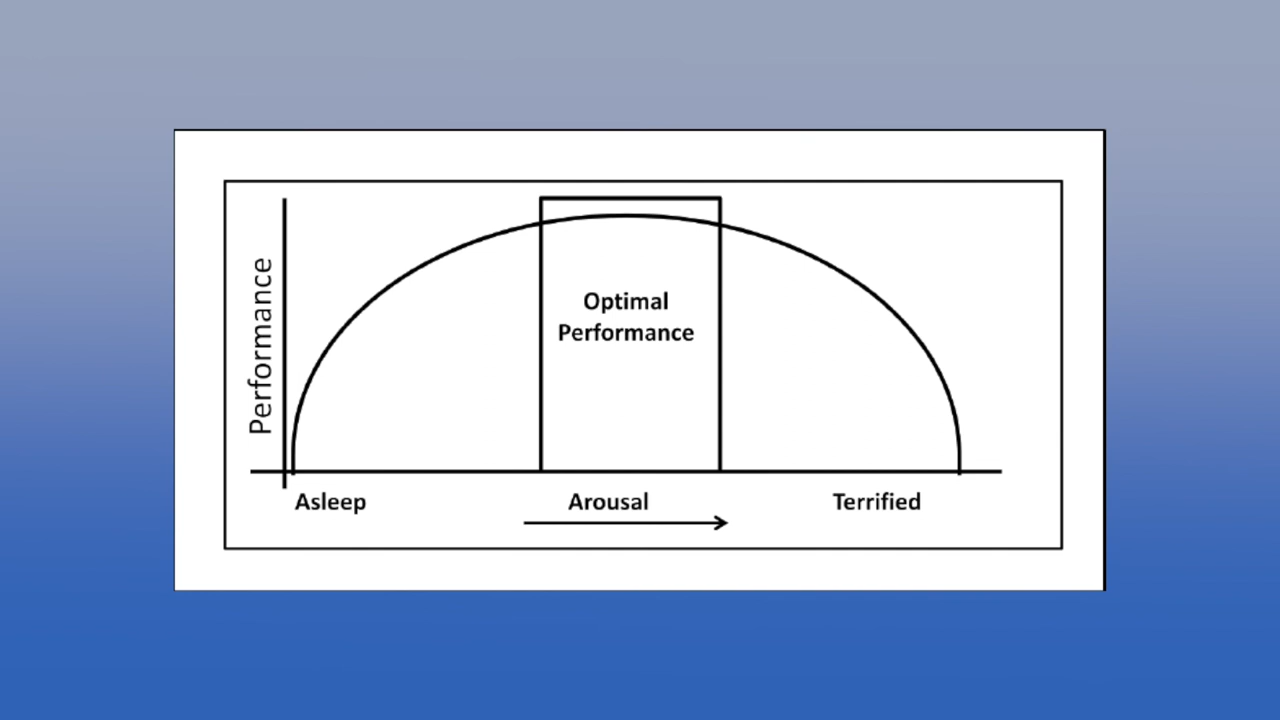 Performance
Optimal
Performance
Asleep
Arousal
Terrified